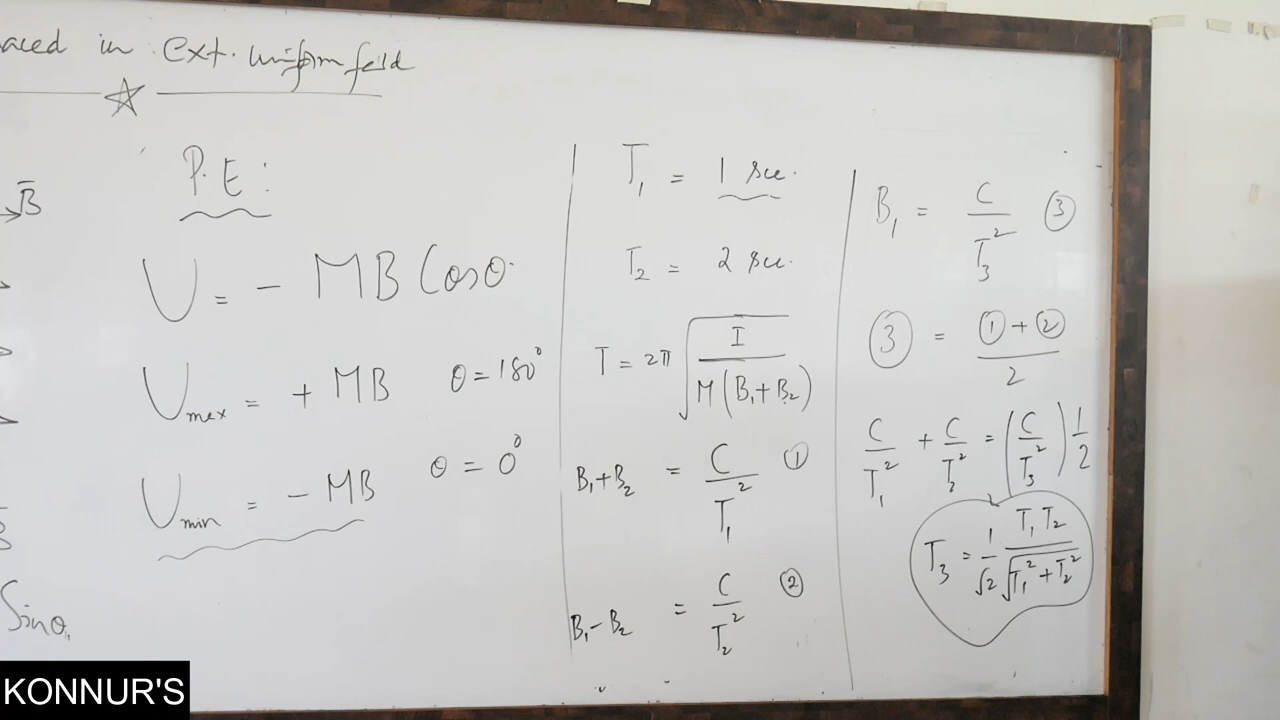 aced in ext. uniform feild
B̅
P.E:
U = - MB Cosθ
U_mex = + MB θ = 180°
U_min = - MB θ = 0°
Sinθ
T₁ = 1 sec.
T₂ = 2 sec.
T = 2π √(I / M(B₁+B₂))
B₁+B₂ = C/T₁² ①
B₁-B₂ = C/T₂² ②
B₁ = C/T₃² ③
③ = (① + ②)/2
C/T₁² + C/T₂² = (C/T₃²) 1/2
T₃ = 1/√2 T₁T₂/√(T₁²+T₂²)
KONNUR'S